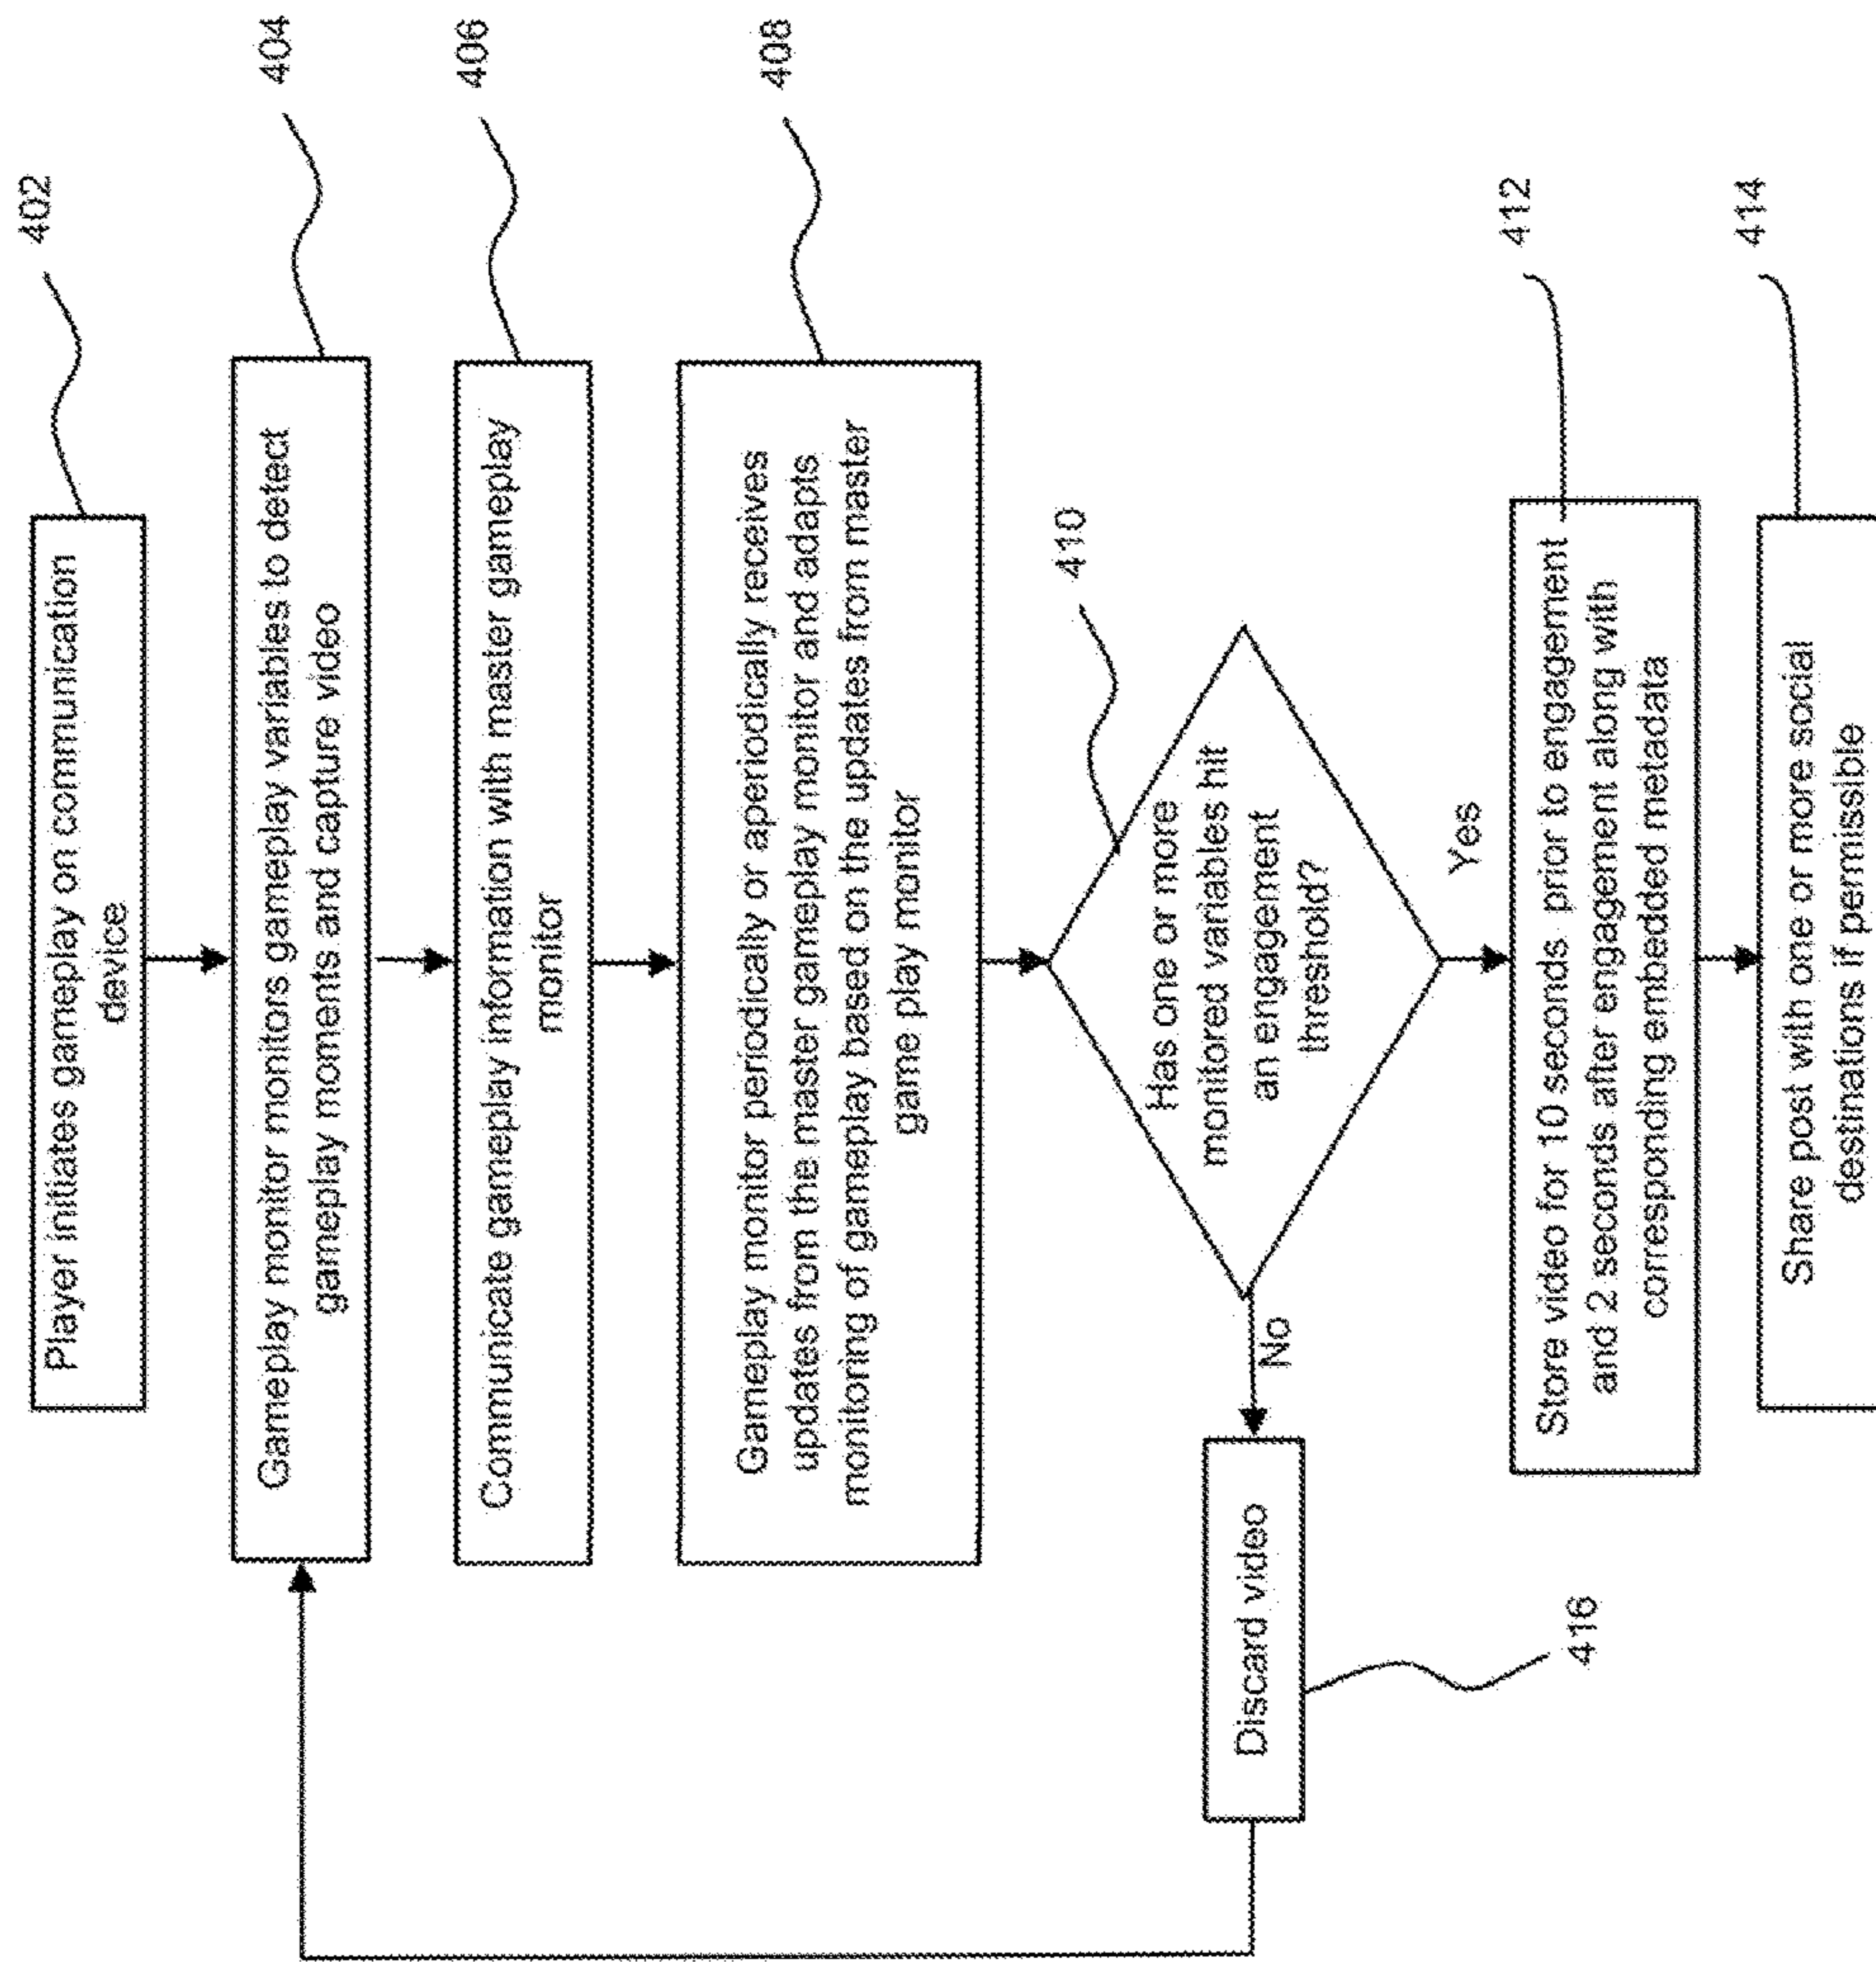 402
Player initiates gameplay on communication
device
404
Gameplay monitor monitors gameplay variables to detect
gameplay moments and capture video
406
Communicate gameplay information with master gameplay
monitor
408
Gameplay monitor periodically or aperiodically receives
updates from the master gameplay monitor and adapts
monitoring of gameplay based on the updates from master
game play monitor
410
Has one or more
monitored variables hit
an engagement
threshold?
No
Yes
Discard video
416
412
Store video for 10 seconds prior to engagement
and 2 seconds after engagement along with
corresponding embedded metadata
414
Share post with one or more social
destinations if permissible